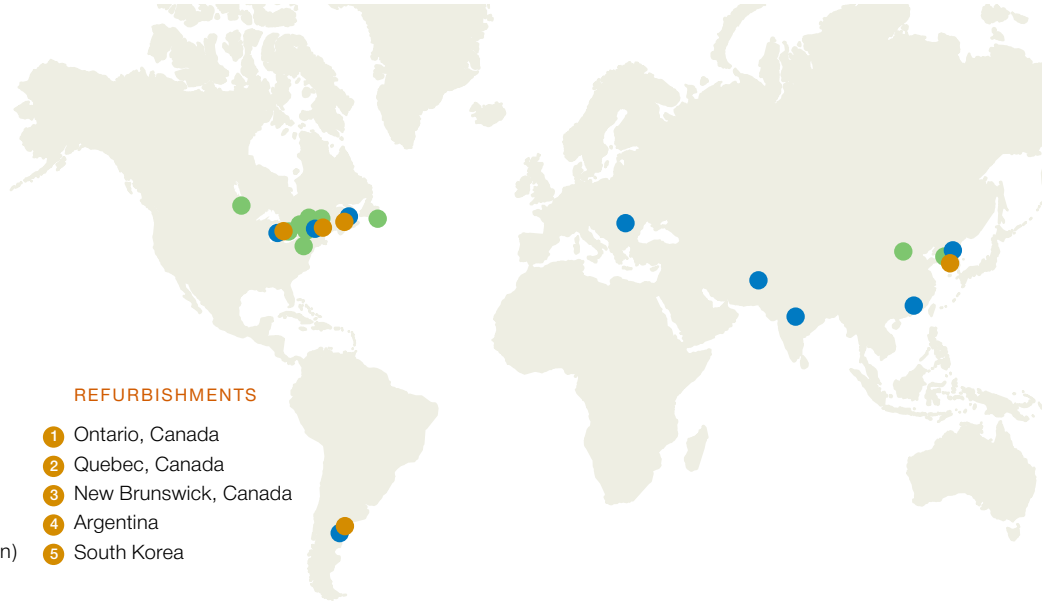 REFURBISHMENTS
1 Ontario, Canada
2 Quebec, Canada
3 New Brunswick, Canada
4 Argentina
n) 5 South Korea